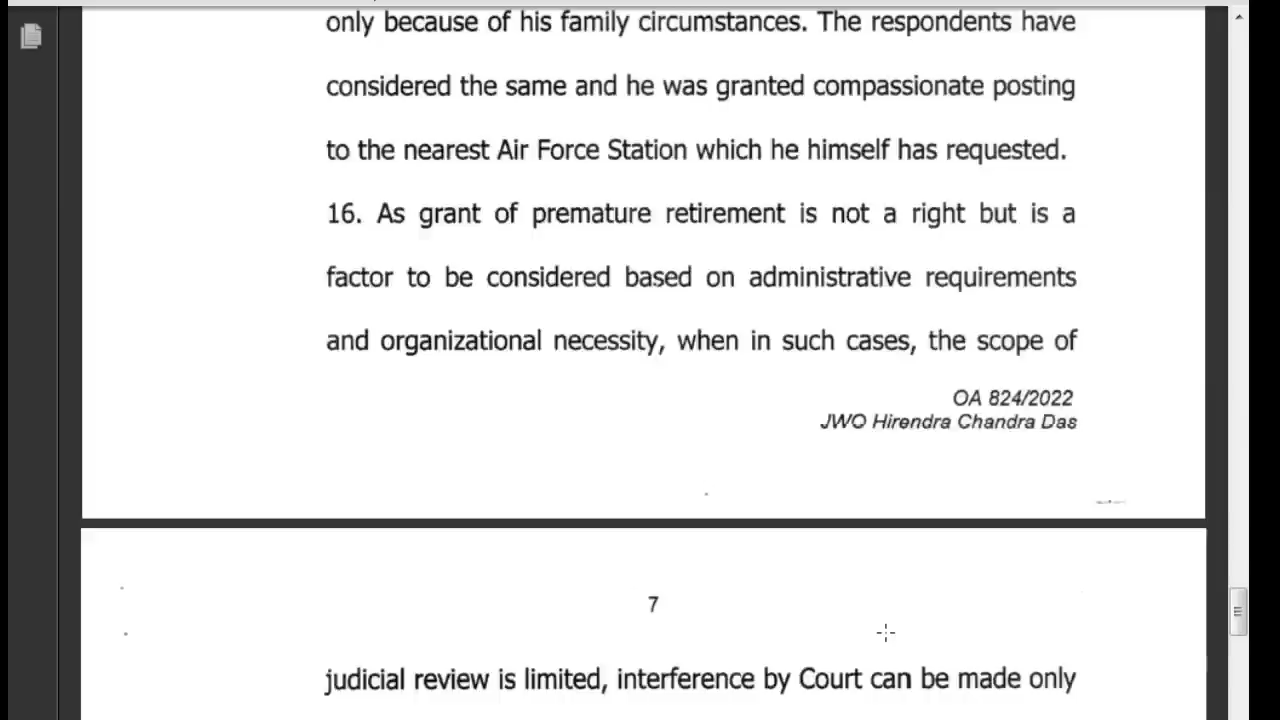 only because of his family circumstances. The respondents have
considered the same and he was granted compassionate posting
to the nearest Air Force Station which he himself has requested.
16. As grant of premature retirement is not a right but is a
factor to be considered based on administrative requirements
and organizational necessity, when in such cases, the scope of
OA 824/2022
JWO Hirendra Chandra Das
7
judicial review is limited, interference by Court can be made only